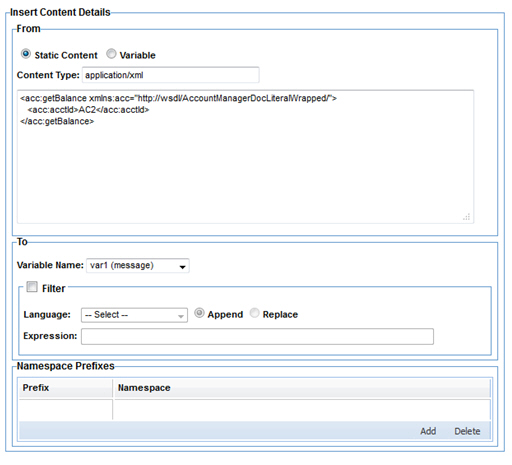 Insert Content Details
From
Static Content Variable
Content Type: application/xml
<acc:getBalance xmlns:acc="http://wsdl/AccountManagerDocLiteralWrapped/">
<acc:acctId>AC2</acc:acctId>
</acc:getBalance>
To
Variable Name: var1 (message)
Filter
Language: -- Select -- Append Replace
Expression:
Namespace Prefixes
Prefix Namespace
Add Delete